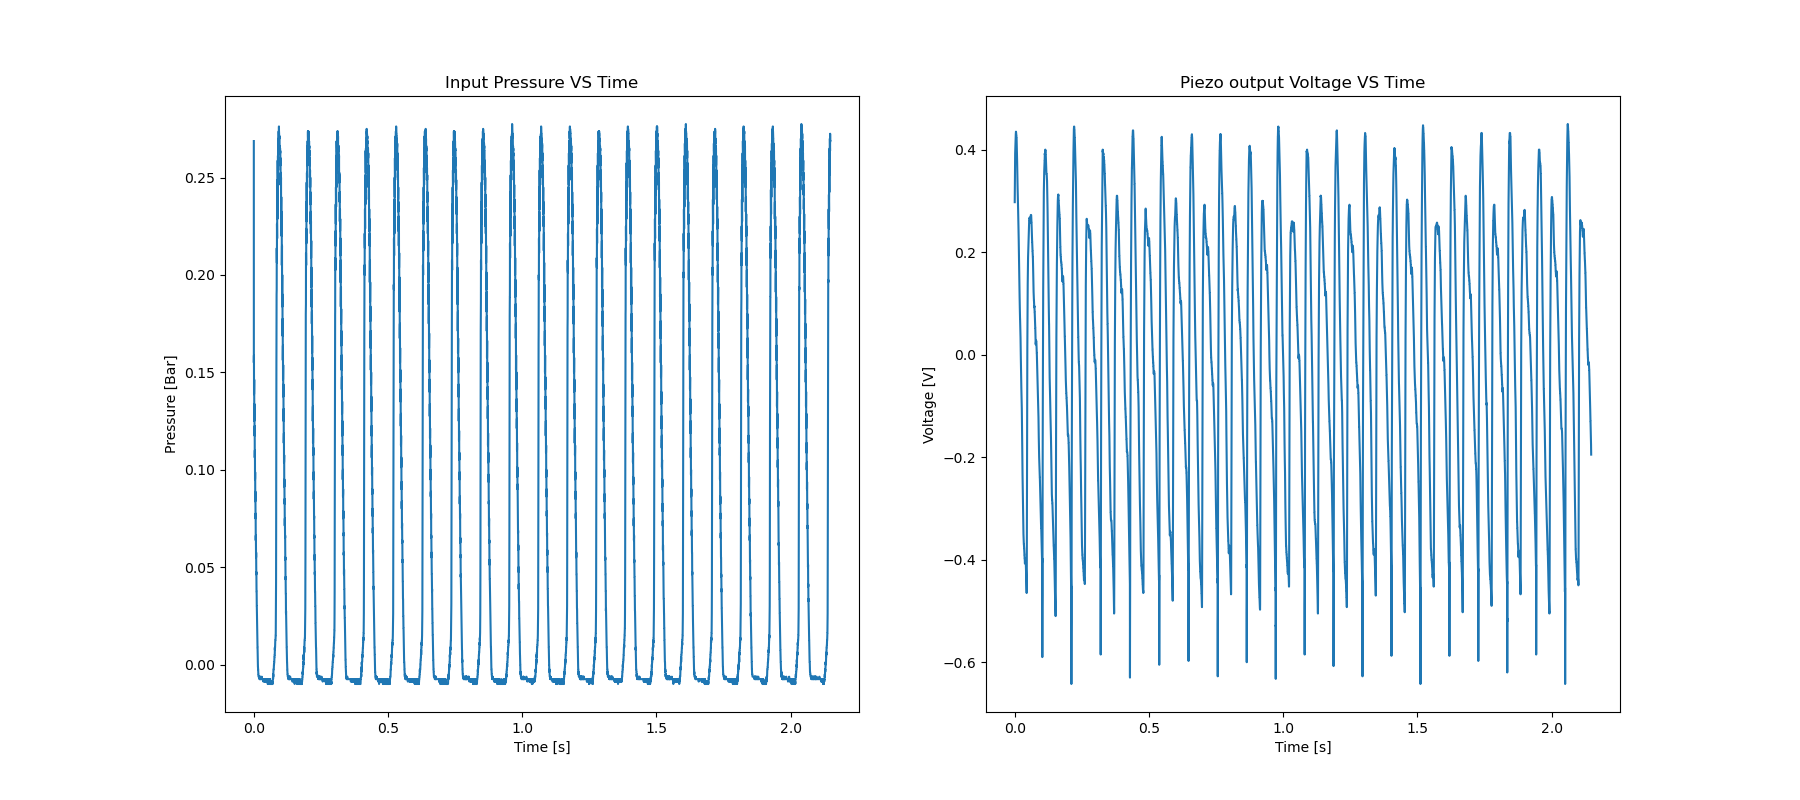 Input Pressure VS Time
Pressure [Bar]
0.25
0.20
0.15
0.10
0.05
0.00
0.0 0.5 1.0 1.5 2.0
Time [s]
Piezo output Voltage VS Time
Voltage [V]
0.4
0.2
0.0
−0.2
−0.4
−0.6
0.0 0.5 1.0 1.5 2.0
Time [s]